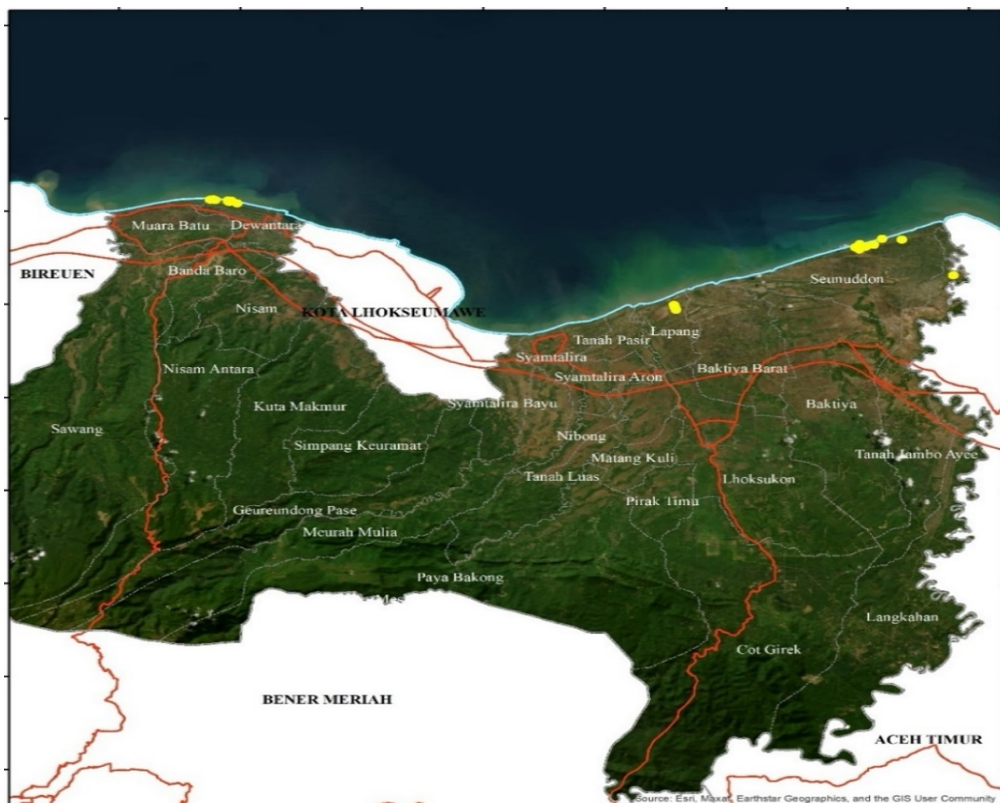 Muara Batu
Dewantara
BIREUEN
Banda Baro
Seunuddon
Nisam
KOTA LHOKSEUMAWE
Lapang
Tanah Pasir
Syamtalira
Nisam Antara
Syamtalira Aron
Baktiya Barat
Kuta Makmur
Syamtalira Bayu
Baktiya
Sawang
Simpang Keuramat
Nibong
Tanah Jambo Ayee
Matang Kuli
Tanah Luas
Lhoksukon
Pirak Timu
Geureundong Pase
Meurah Mulia
Paya Bakong
Langkahan
Cot Girek
BENER MERIAH
ACEH TIMUR
Source: Esri, Maxar, Earthstar Geographics, and the GIS User Community